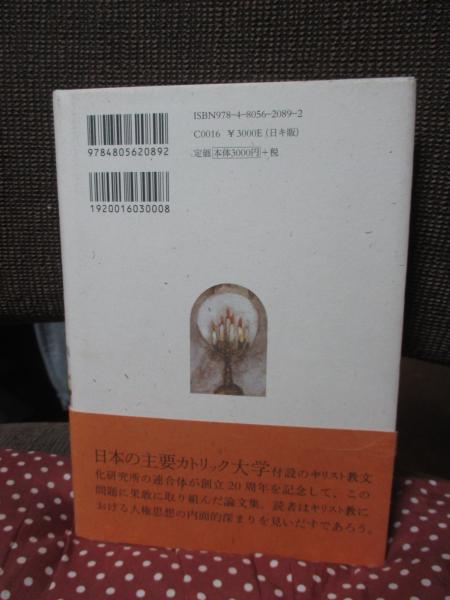 ISBN978-4-8056-2089-2
C0016 ¥3000E (日キ販)
定価 本体3000円 +税
9784805620892
1920016030008
日本の主要カトリック大学付設のキリスト教文
化研究所の連合体が創立20周年を記念して、この
問題に果敢に取り組んだ論文集。読者はキリスト教に
おける人権思想の内面的深まりを見いだすであろう。